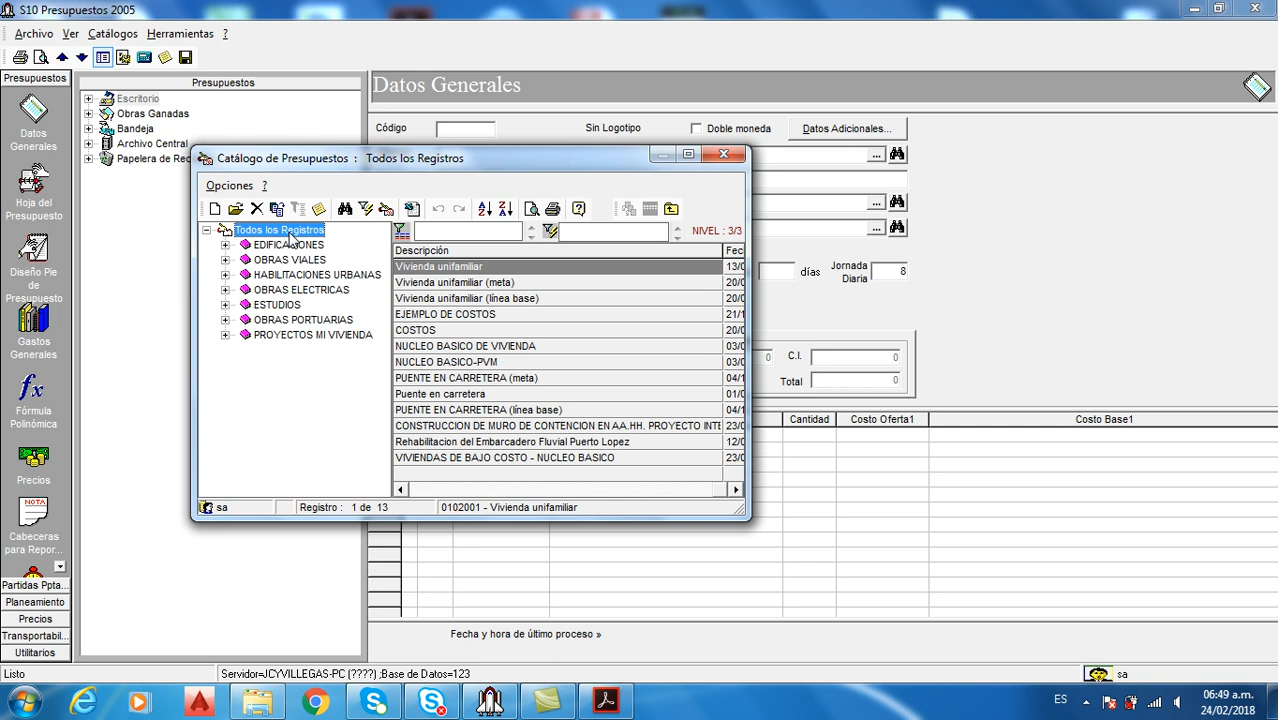 S10 Presupuestos 2005
Archivo Ver Catálogos Herramientas ?
Presupuestos
Datos Generales
Hoja del Presupuesto
Diseño Pie de Presupuestos
Gastos Generales
fx
Fórmula Polinómica
Precios
NOTA
Cabeceras para Repor...
Partidas Ppta...
Planeamiento
Precios
Transportabil...
Utilitarios
Presupuestos
Escritorio
Obras Ganadas
Bandeja
Archivo Central
Papelera de Rec
Datos Generales
Código Sin Logotipo Doble moneda Datos Adicionales...
días Jornada Diaria 8
0 C.I. 0
Total 0
Cantidad Costo Oferta1 Costo Base1
Fecha y hora de último proceso »
Catálogo de Presupuestos : Todos los Registros
Opciones ?
NIVEL : 3/3
Todos los Registros
EDIFICACIONES
OBRAS VIALES
HABILITACIONES URBANAS
OBRAS ELECTRICAS
ESTUDIOS
OBRAS PORTUARIAS
PROYECTOS MI VIVIENDA
Descripción Fec
Vivienda unifamiliar 13/0
Vivienda unifamiliar (meta) 20/0
Vivienda unifamiliar (línea base) 20/0
EJEMPLO DE COSTOS 21/1
COSTOS 20/0
NUCLEO BASICO DE VIVIENDA 03/0
NUCLEO BASICO-PVM 03/0
PUENTE EN CARRETERA (meta) 04/1
Puente en carretera 01/0
PUENTE EN CARRETERA (línea base) 04/1
CONSTRUCCION DE MURO DE CONTENCION EN AA.HH. PROYECTO INTE 23/0
Rehabilitacion del Embarcadero Fluvial Puerto Lopez 12/0
VIVIENDAS DE BAJO COSTO - NUCLEO BASICO 23/0
sa Registro : 1 de 13 0102001 - Vivienda unifamiliar
Listo Servidor=JCYVILLEGAS-PC (????) ;Base de Datos=123 sa
ES 06:49 a.m.
24/02/2018